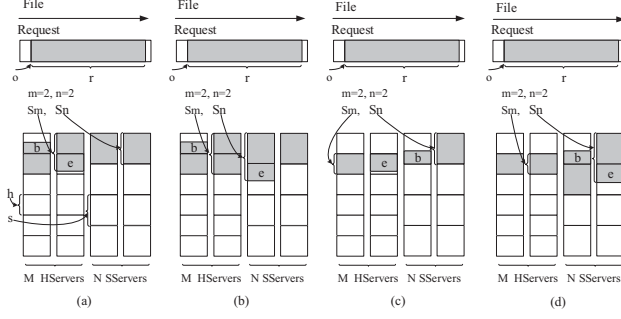 File File File File
Request Request Request Request
o r o r o r o r
m=2, n=2 m=2, n=2 m=2, n=2 m=2, n=2
Sm, Sn Sm, Sn Sm, Sn Sm, Sn
b b b
e e e
b
e
h
s
M HServers N SServers M HServers N SServers M HServers N SServers M HServers N SServers
(a) (b) (c) (d)